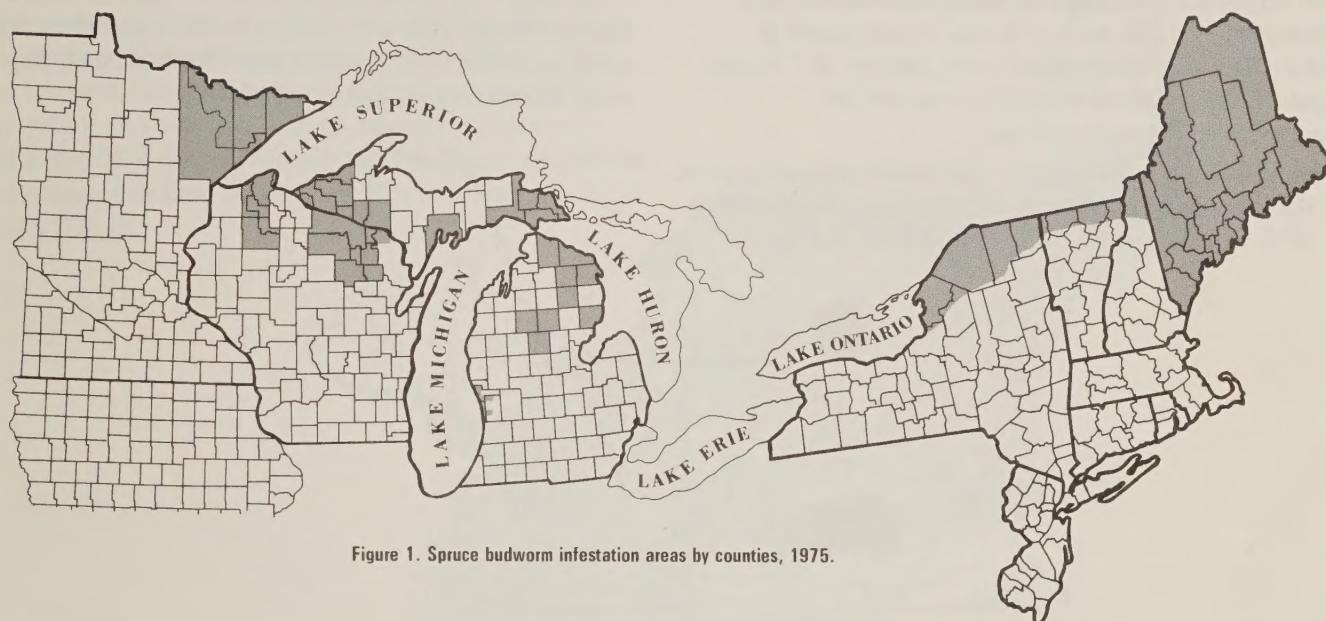 LAKE SUPERIOR
LAKE MICHIGAN
LAKE HURON
LAKE ERIE
LAKE ONTARIO
Figure 1. Spruce budworm infestation areas by counties, 1975.